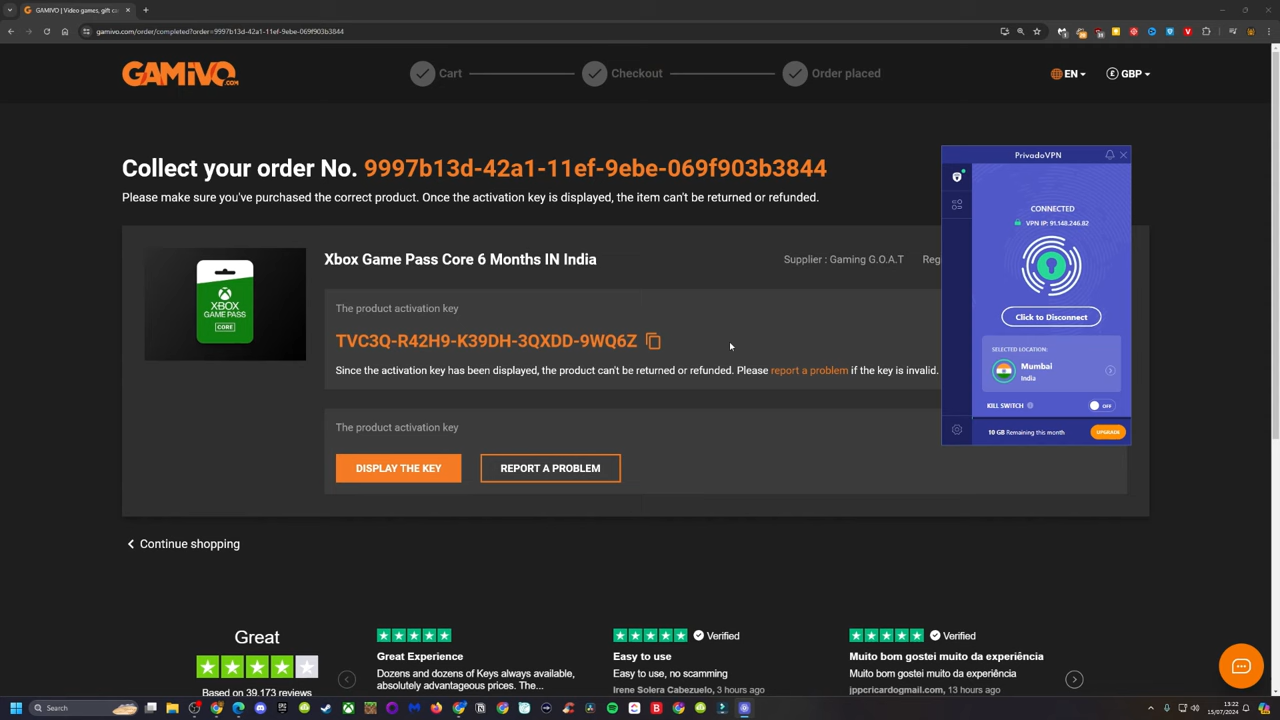 GAMIVO | Video games, gift c
gamivo.com/order/completed?order=9997b13d-42a1-11ef-9ebe-069f903b3844
GAMIVO.COM
Cart
Checkout
Order placed
EN
£ GBP
Collect your order No. 9997b13d-42a1-11ef-9ebe-069f903b3844
Please make sure you've purchased the correct product. Once the activation key is displayed, the item can't be returned or refunded.
XBOX
GAME PASS
CORE
Xbox Game Pass Core 6 Months IN India
Supplier : Gaming G.O.A.T
Reg
The product activation key
TVC3Q-R42H9-K39DH-3QXDD-9WQ6Z
Since the activation key has been displayed, the product can't be returned or refunded. Please report a problem if the key is invalid.
The product activation key
DISPLAY THE KEY
REPORT A PROBLEM
PrivadoVPN
CONNECTED
VPN IP: 91.148.246.82
Click to Disconnect
SELECTED LOCATION:
Mumbai
India
KILL SWITCH
OFF
10 GB Remaining this month
UPGRADE
Continue shopping
Great
Based on 39,173 reviews
Great Experience
Dozens and dozens of Keys always available,
absolutely advantageous prices. The...
Verified
Easy to use
Easy to use, no scamming
Irene Solera Cabezuelo, 3 hours ago
Verified
Muito bom gostei muito da experiência
Muito bom gostei muito da experiência
jppcricardogmail.com, 13 hours ago
Search
13:22
15/07/2024